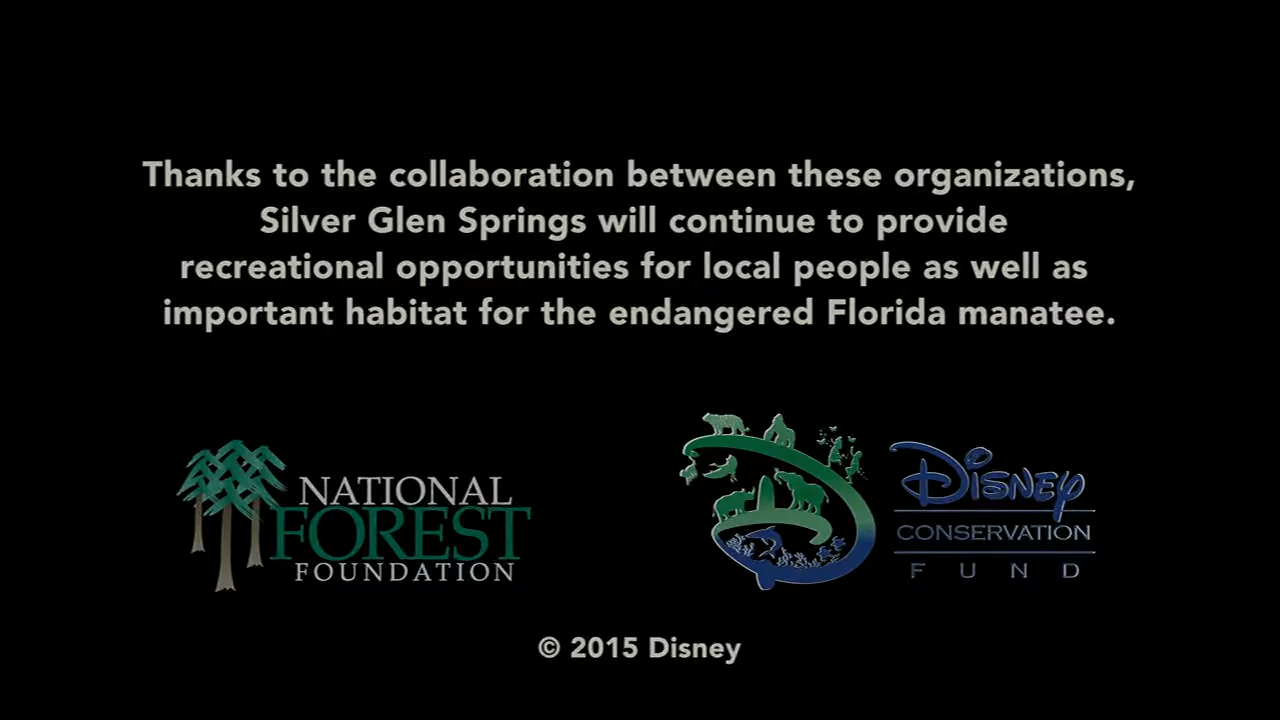 Thanks to the collaboration between these organizations,
Silver Glen Springs will continue to provide
recreational opportunities for local people as well as
important habitat for the endangered Florida manatee.
NATIONAL
FOREST
FOUNDATION
Disney
CONSERVATION
FUND
© 2015 Disney